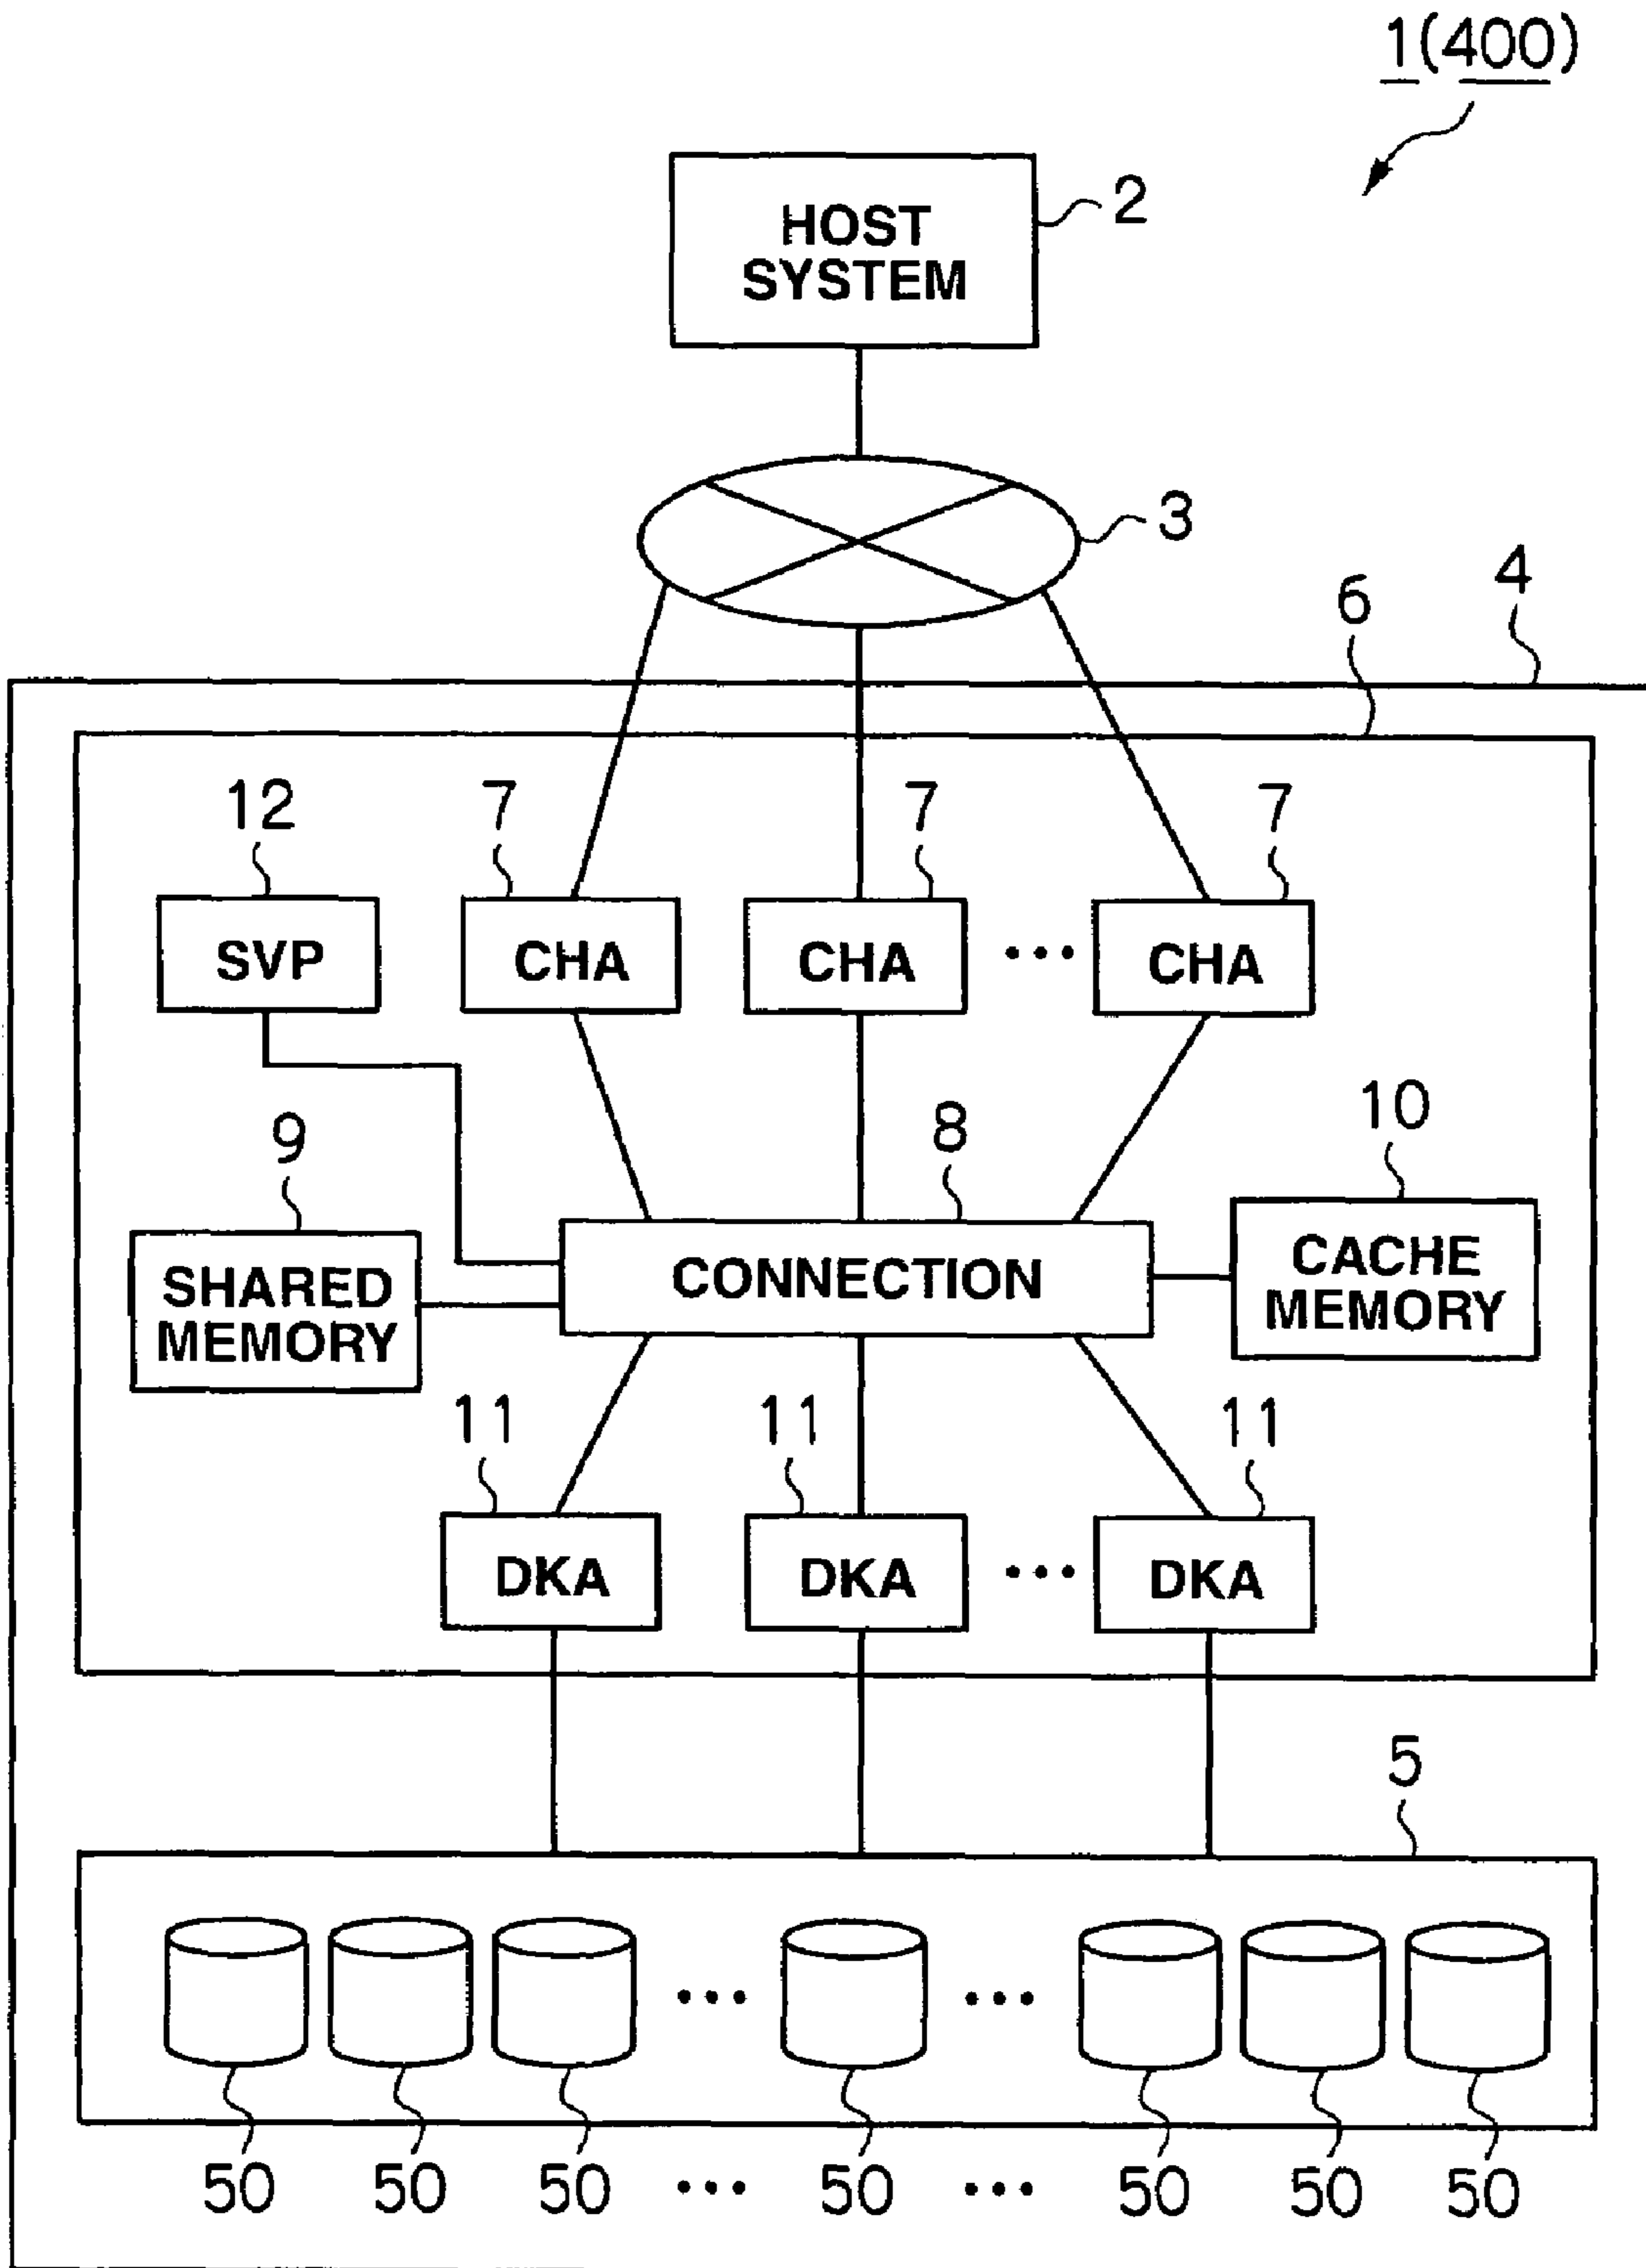 1(400)
HOST
SYSTEM
2
3
4
6
12
7
7
7
SVP
CHA
CHA
...
CHA
9
8
10
SHARED
MEMORY
CONNECTION
CACHE
MEMORY
11
11
11
DKA
DKA
...
DKA
5
...
...
50
50
50
...
50
...
50
50
50